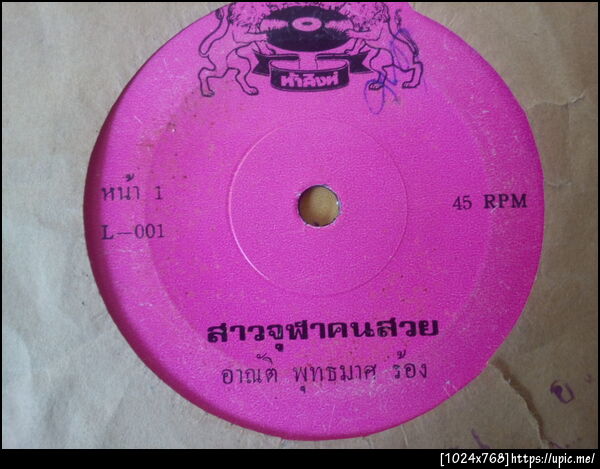 ห้าสิงห์
หน้า 1
L-001
45 RPM
สาวจุฬาคนสวย
อาณัติ พุทธมาศ ร้อง
[1024x768]https://upic.me/